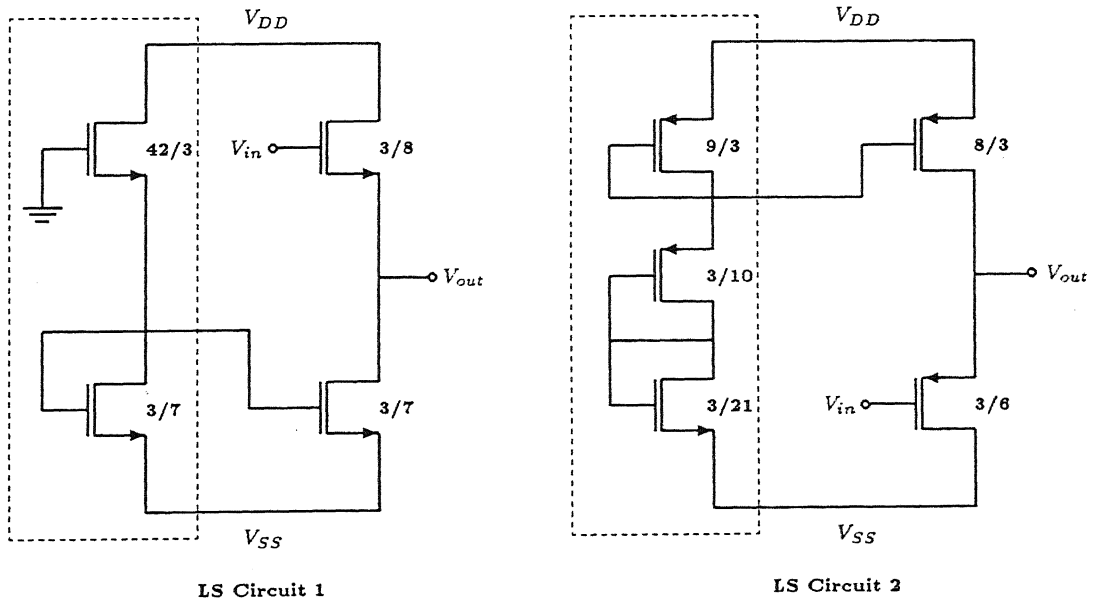 V_DD
42/3
V_in
3/8
V_out
3/7
3/7
V_SS
LS Circuit 1
V_DD
9/3
8/3
3/10
V_out
3/21
V_in
3/6
V_SS
LS Circuit 2